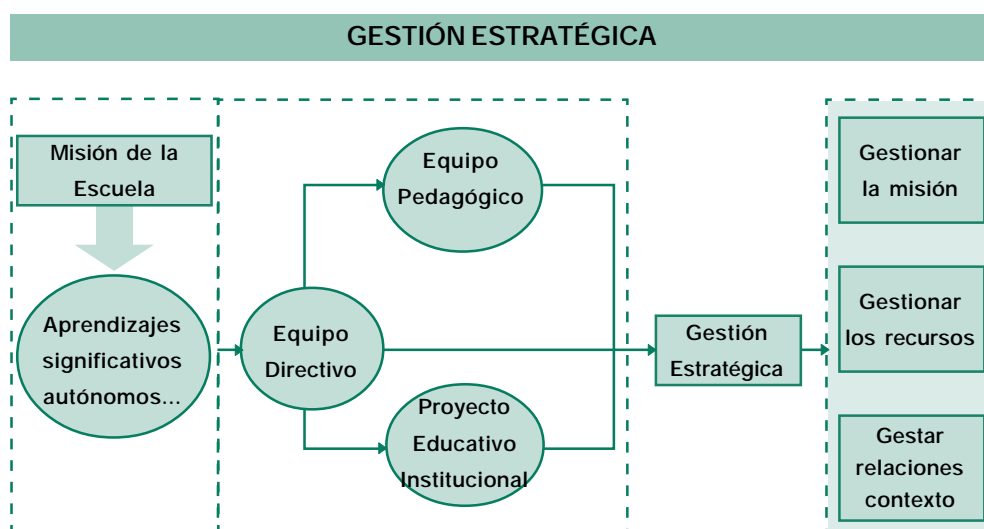 GESTIÓN ESTRATÉGICA
Misión de la
Escuela
Aprendizajes
significativos
autónomos...
Equipo
Pedagógico
Equipo
Directivo
Proyecto
Educativo
Institucional
Gestión
Estratégica
Gestionar
la misión
Gestionar
los recursos
Gestar
relaciones
contexto